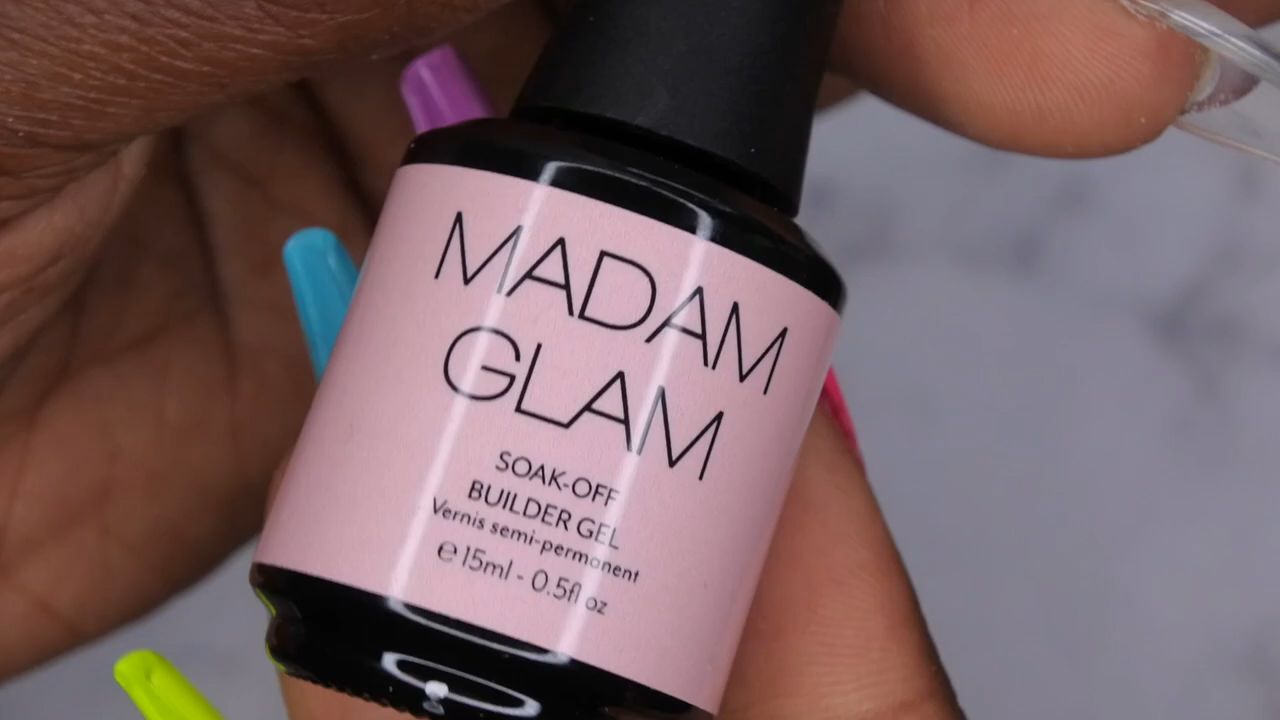 MADAM
GLAM
SOAK-OFF
BUILDER GEL
Vernis semi-permanent
℮ 15ml - 0.5fl oz